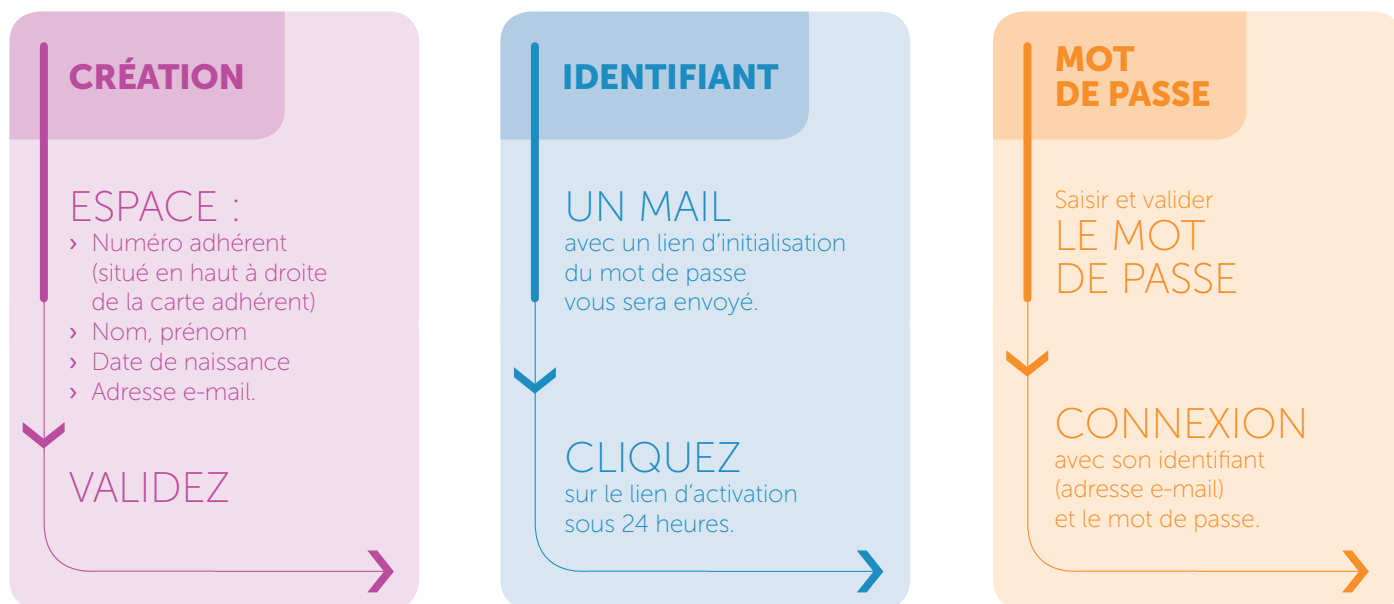 CRÉATION
ESPACE :
› Numéro adhérent
(situé en haut à droite
de la carte adhérent)
› Nom, prénom
› Date de naissance
› Adresse e-mail.
VALIDEZ
IDENTIFIANT
UN MAIL
avec un lien d’initialisation
du mot de passe
vous sera envoyé.
CLIQUEZ
sur le lien d’activation
sous 24 heures.
MOT
DE PASSE
Saisir et valider
LE MOT
DE PASSE
CONNEXION
avec son identifiant
(adresse e-mail)
et le mot de passe.